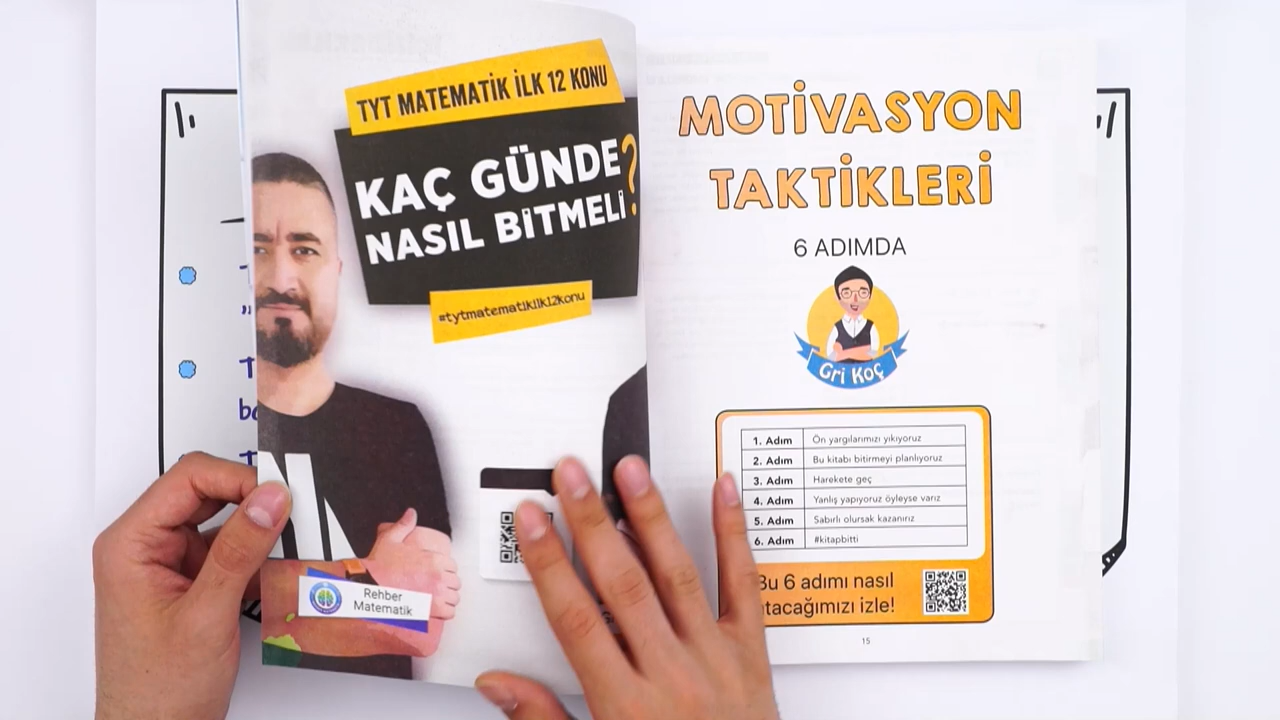 TYT MATEMATİK İLK 12 KONU
KAÇ GÜNDE
NASIL BİTMELİ?
#tytmatematikilk12konu
Rehber
Matematik
MOTİVASYON
TAKTİKLERİ
6 ADIMDA
Gri Koç
1. Adım Ön yargılarımızı yıkıyoruz
2. Adım Bu kitabı bitirmeyi planlıyoruz
3. Adım Harekete geç
4. Adım Yanlış yapıyoruz öyleyse varız
5. Adım Sabırlı olursak kazanırız
6. Adım #kitapbitti
Bu 6 adımı nasıl
atacağımızı izle!
15